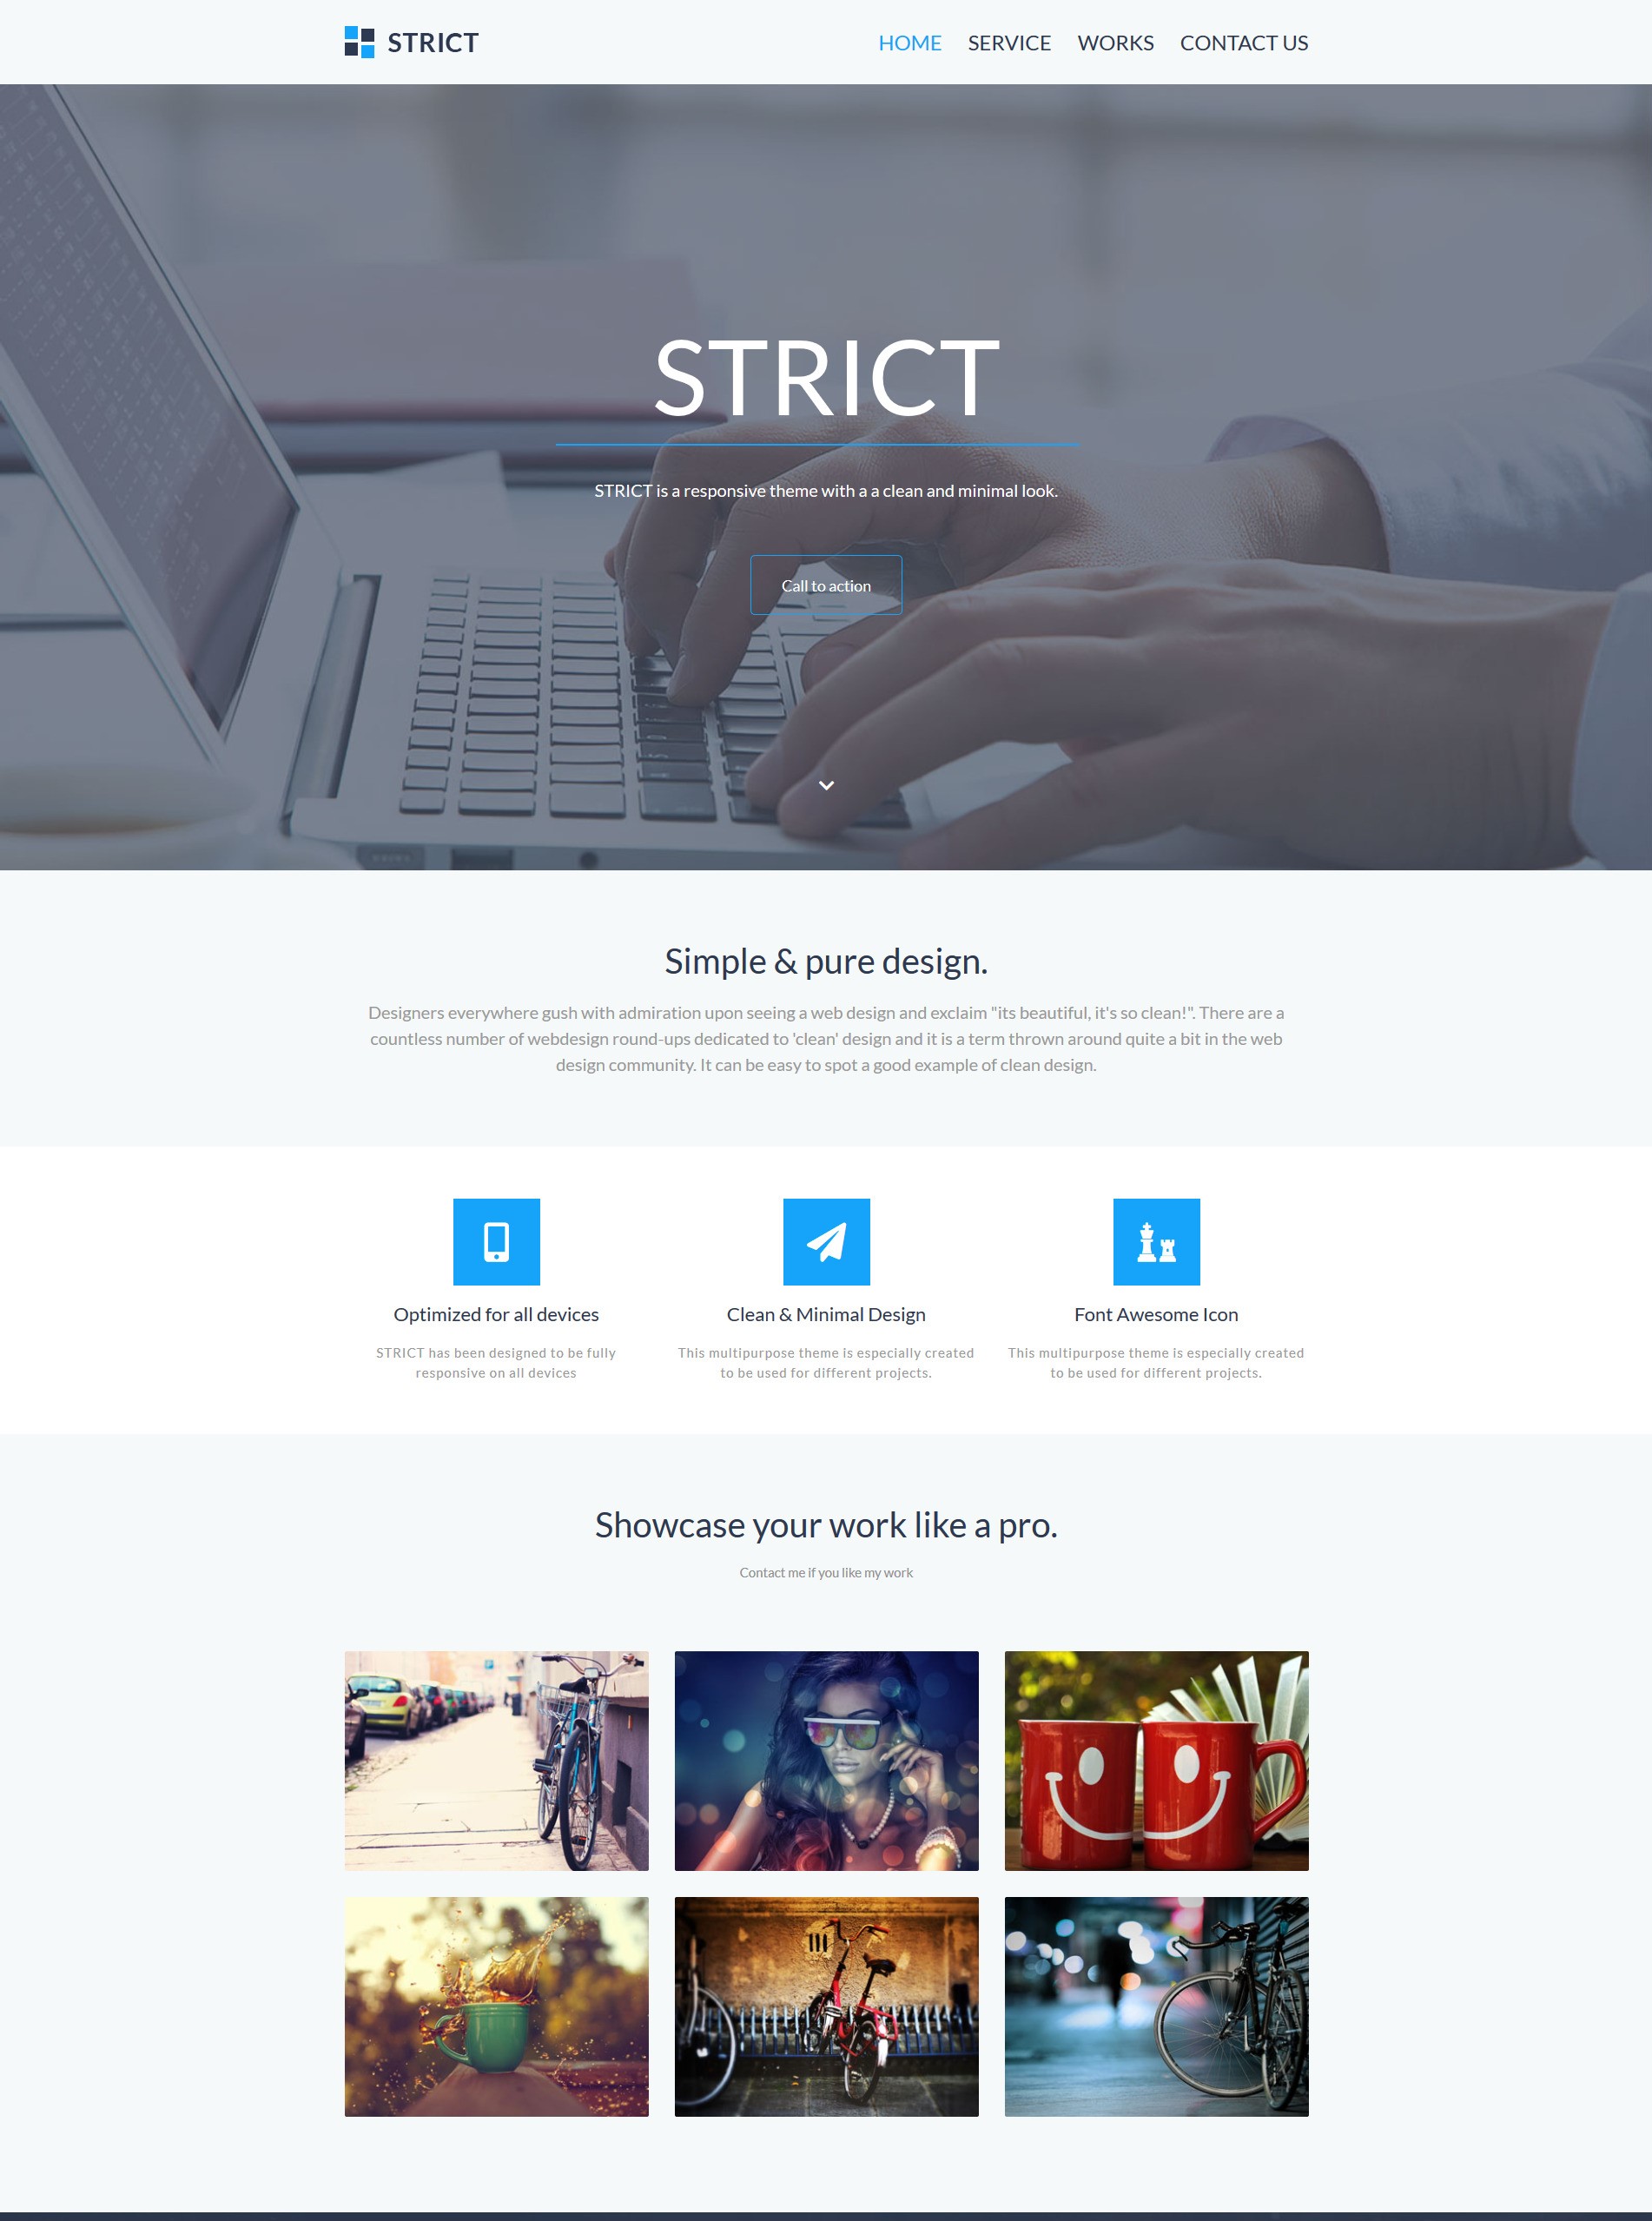 STRICT
HOME SERVICE WORKS CONTACT US
STRICT
STRICT is a responsive theme with a a clean and minimal look.
Call to action
Simple & pure design.
Designers everywhere gush with admiration upon seeing a web design and exclaim "its beautiful, it's so clean!". There are a
countless number of webdesign round-ups dedicated to 'clean' design and it is a term thrown around quite a bit in the web
design community. It can be easy to spot a good example of clean design.
Optimized for all devices
STRICT has been designed to be fully
responsive on all devices
Clean & Minimal Design
This multipurpose theme is especially created
to be used for different projects.
Font Awesome Icon
This multipurpose theme is especially created
to be used for different projects.
Showcase your work like a pro.
Contact me if you like my work